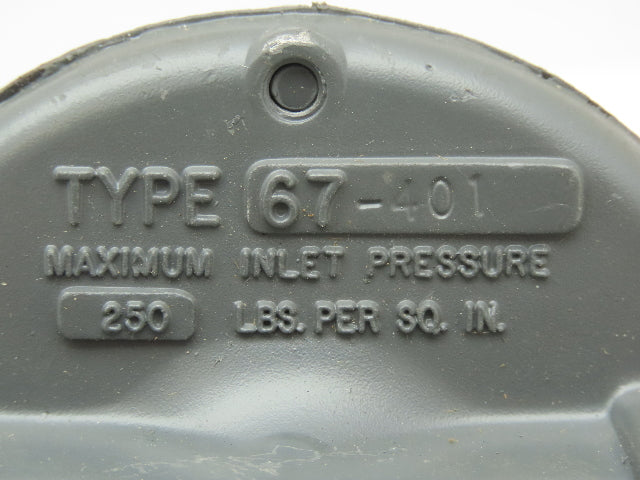 TYPE 67-401
MAXIMUM INLET PRESSURE
250 LBS. PER SQ. IN.